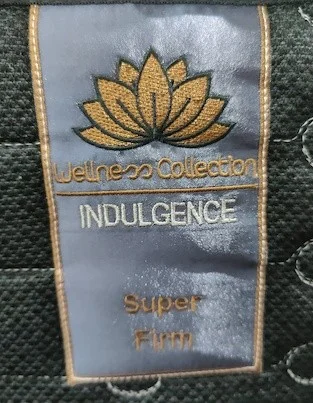 Wellness Collection
INDULGENCE
Super
Firm